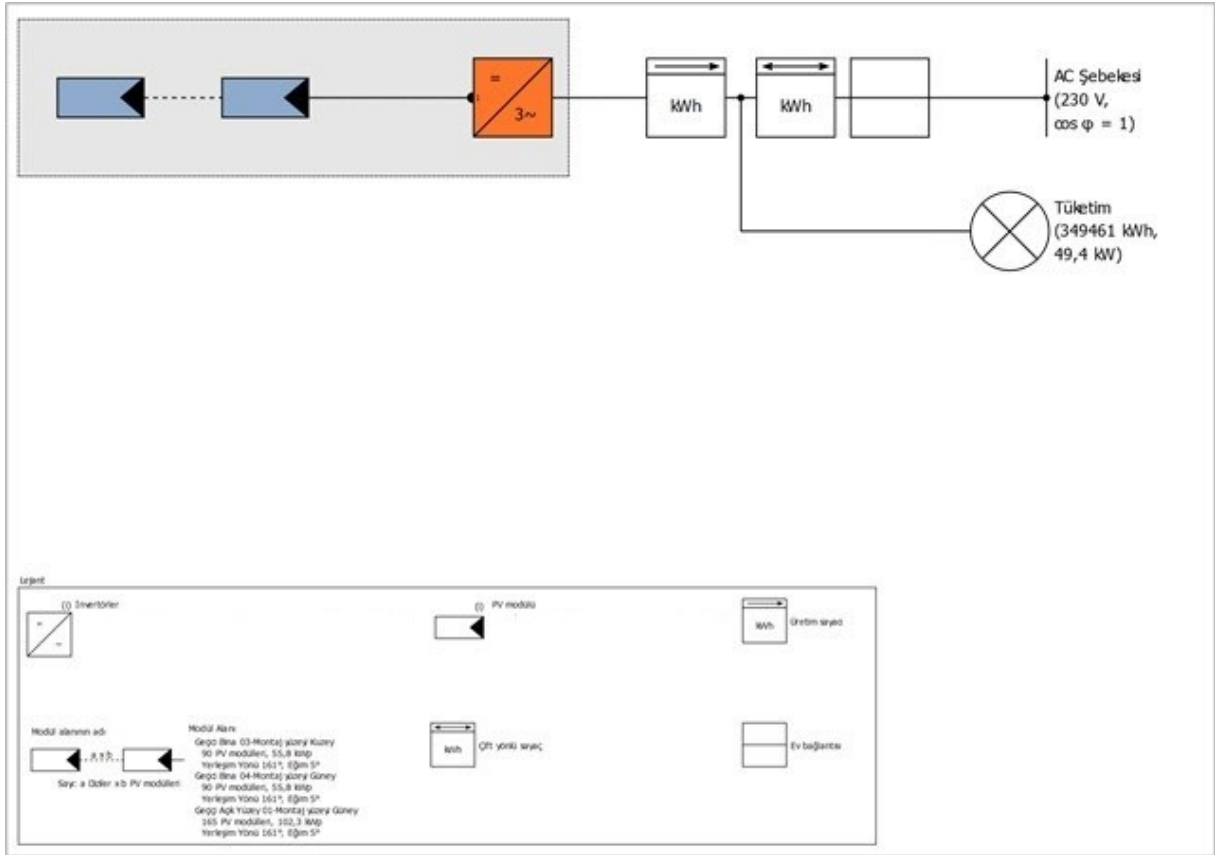 =
3~
kWh
kWh
AC Şebekesi
(230 V,
cos φ = 1)
Tüketim
(349461 kWh,
49,4 kW)
Lejant
(i) İnvertörler
=
~
(i) PV modülü
kWh
Üretim sayacı
Modül alanının adı
a x b
Sayı: a Diziler x b PV modülleri
Modül Alanı
Geçici Bina 03-Montaj yüzeyi Kuzey
90 PV modülleri, 55,8 kWp
Yerleşim Yönü 161°, Eğim 5°
Geçici Bina 04-Montaj yüzeyi Güney
90 PV modülleri, 55,8 kWp
Yerleşim Yönü 161°, Eğim 5°
Geçici Açık Yüzey 01-Montaj yüzeyi Güney
165 PV modülleri, 102,3 kWp
Yerleşim Yönü 161°, Eğim 5°
kWh
Çift yönlü sayaç
Ev bağlantısı